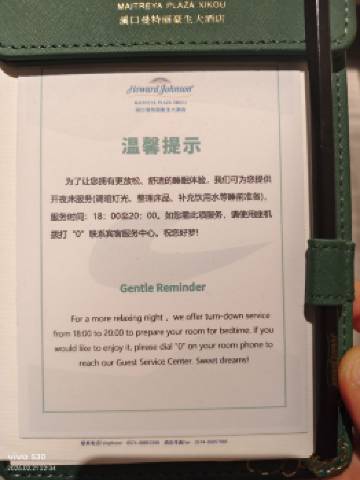 MAITREYA PLAZA XIKOU
溪口曼特丽豪生大酒店
Howard Johnson
温馨提示
为了让您拥有更放松、舒适的睡眠体验，我们可为您提供
开夜床服务(调暗灯光、整理床品、补充饮用水等睡前准备)，
服务时间：18：00至20：00。如您需此项服务，请使用座机
拨打“0”联系宾客服务中心。祝您好梦！
Gentle Reminder
For a more relaxing night ，we offer turn-down service
from 18:00 to 20:00 to prepare your room for bedtime. If you
would like to enjoy it, please dial "0" on your room phone to
reach our Guest Service Center. Sweet dreams!
vivo S30